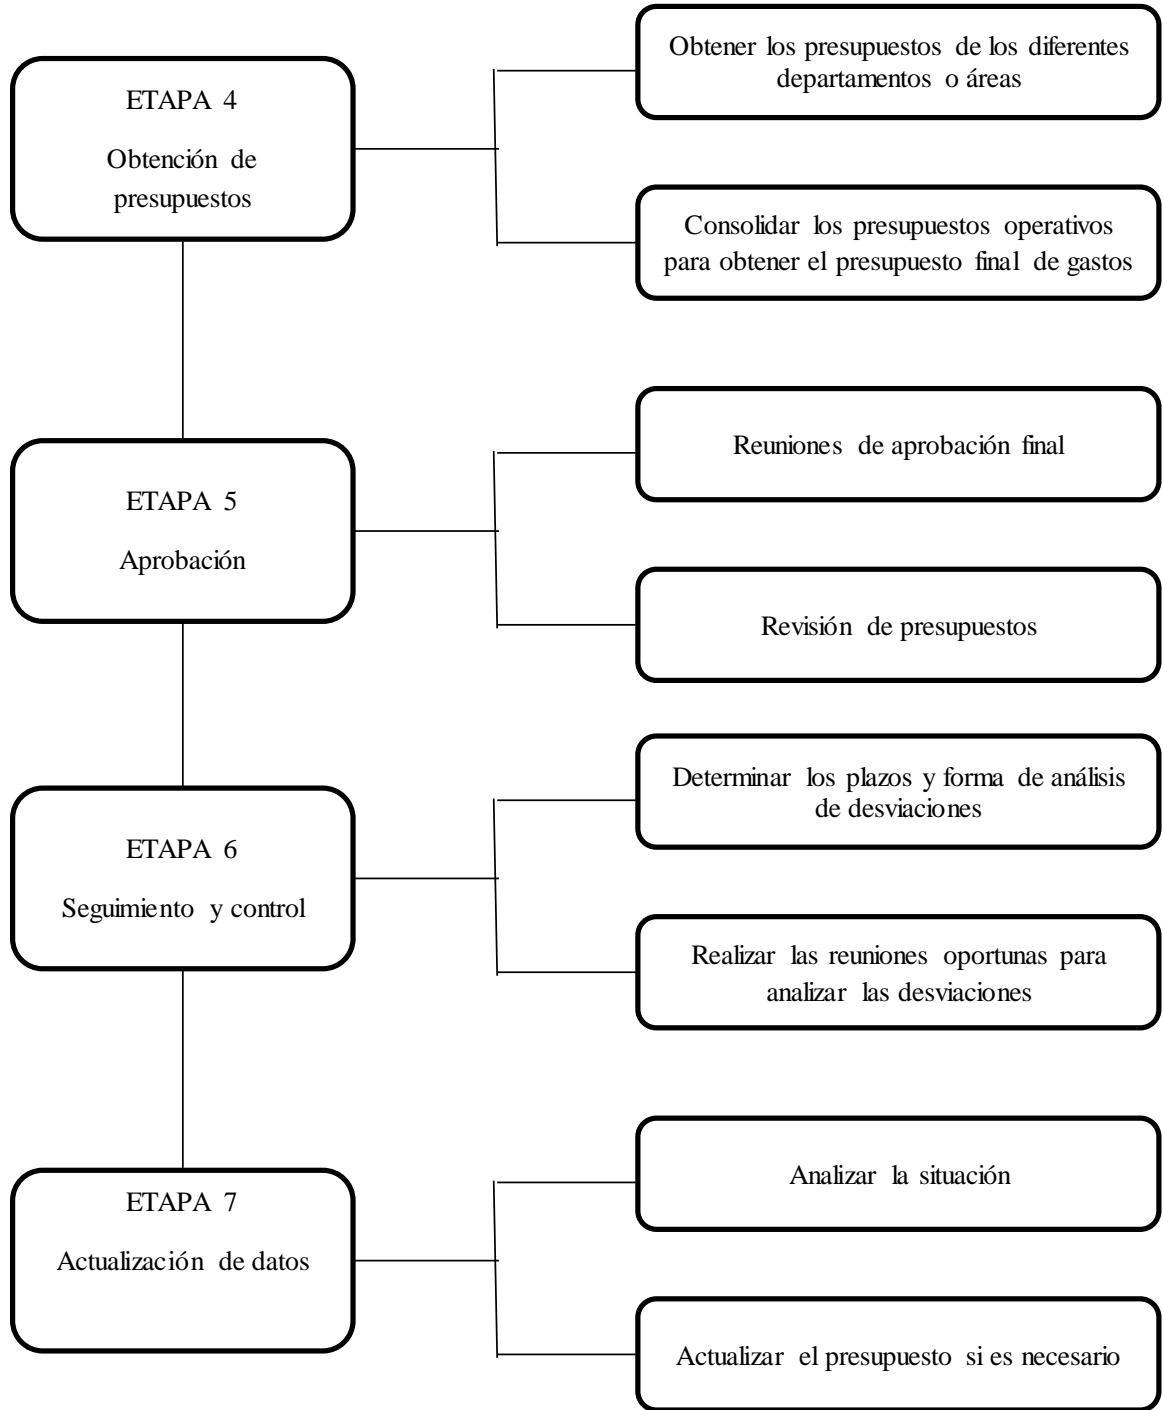 ETAPA 4
Obtención de
presupuestos
Obtener los presupuestos de los diferentes
departamentos o áreas
Consolidar los presupuestos operativos
para obtener el presupuesto final de gastos
ETAPA 5
Aprobación
Reuniones de aprobación final
Revisión de presupuestos
ETAPA 6
Seguimiento y control
Determinar los plazos y forma de análisis
de desviaciones
Realizar las reuniones oportunas para
analizar las desviaciones
ETAPA 7
Actualización de datos
Analizar la situación
Actualizar el presupuesto si es necesario